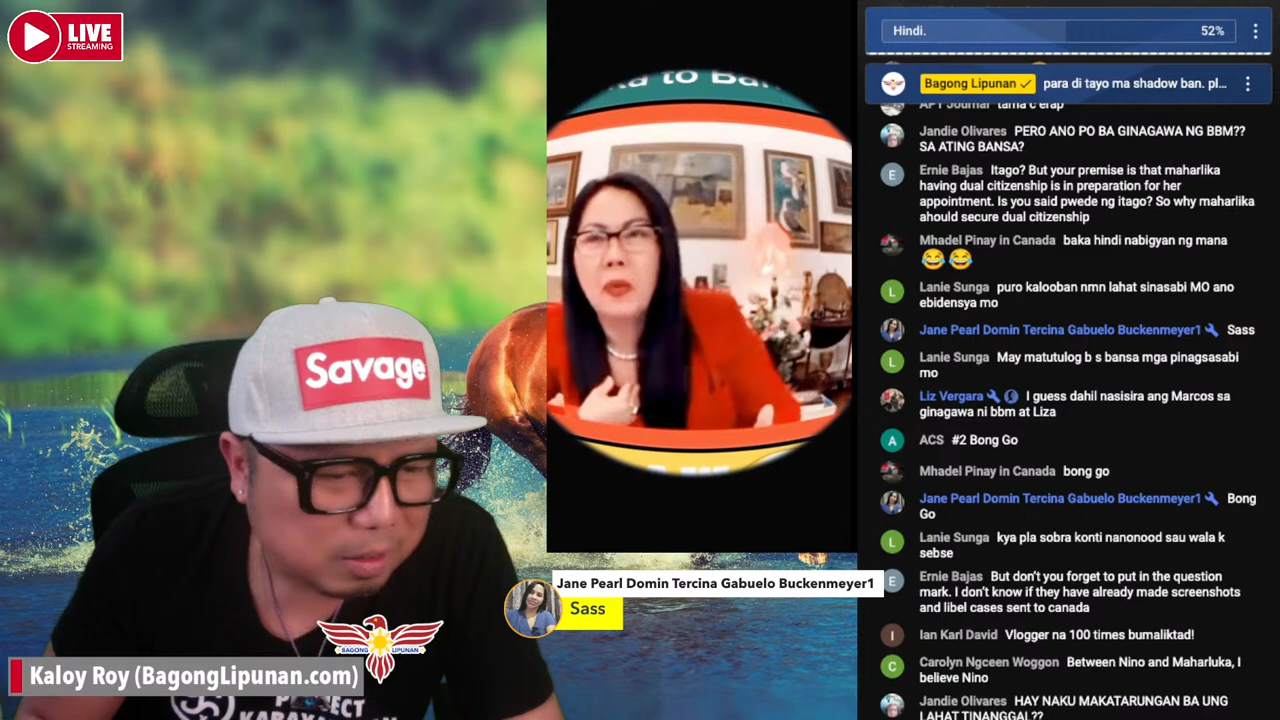 LIVE
STREAMING
to
Savage
BAGONG LIPUNAN
Kaloy Roy (BagongLipunan.com)
Jane Pearl Domin Tercina Gabuelo Buckenmeyer1
Sass
Hindi. 52%
Bagong Lipunan para di tayo ma shadow ban. pl...
APT Journal tama c erap
Jandie Olivares PERO ANO PO BA GINAGAWA NG BBM??
SA ATING BANSA?
Ernie Bajas Itago? But your premise is that maharlika
having dual citizenship is in preparation for her
appointment. Is you said pwede ng itago? So why maharlika
ahould secure dual citizenship
Mhadel Pinay in Canada baka hindi nabigyan ng mana
😂😂
Lanie Sunga puro kalooban nmn lahat sinasabi MO ano
ebidensya mo
Jane Pearl Domin Tercina Gabuelo Buckenmeyer1 Sass
Lanie Sunga May matutulog b s bansa mga pinagsasabi
mo
Liz Vergara I guess dahil nasisira ang Marcos sa
ginagawa ni bbm at Liza
ACS #2 Bong Go
Mhadel Pinay in Canada bong go
Jane Pearl Domin Tercina Gabuelo Buckenmeyer1 Bong
Go
Lanie Sunga kya pla sobra konti nanonood sau wala k
sebse
Ernie Bajas But don't you forget to put in the question
mark. I don't know if they have already made screenshots
and libel cases sent to canada
Ian Karl David Vlogger na 100 times bumaliktad!
Carolyn Ngceen Woggon Between Nino and Maharluka, I
believe Nino
Jandie Olivares HAY NAKU MAKATARUNGAN BA UNG
LAHAT TINANGGAL??